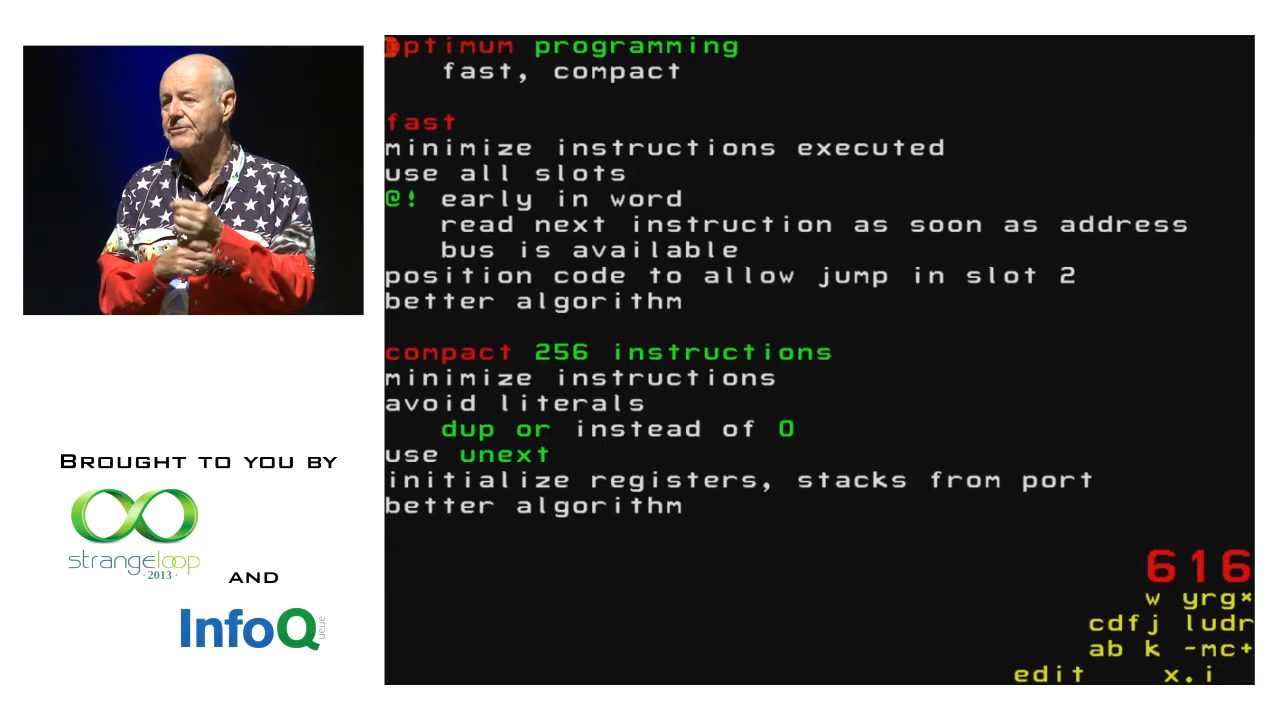 optimum programming
fast, compact
fast
minimize instructions executed
use all slots
@! early in word
read next instruction as soon as address
bus is available
position code to allow jump in slot 2
better algorithm
compact 256 instructions
minimize instructions
avoid literals
dup or instead of 0
use unext
initialize registers, stacks from port
better algorithm
616
w yrg*
cdfj ludr
ab k -mc+
edit x.i
BROUGHT TO YOU BY
strangeloop
·2013·
AND
InfoQ
ueue